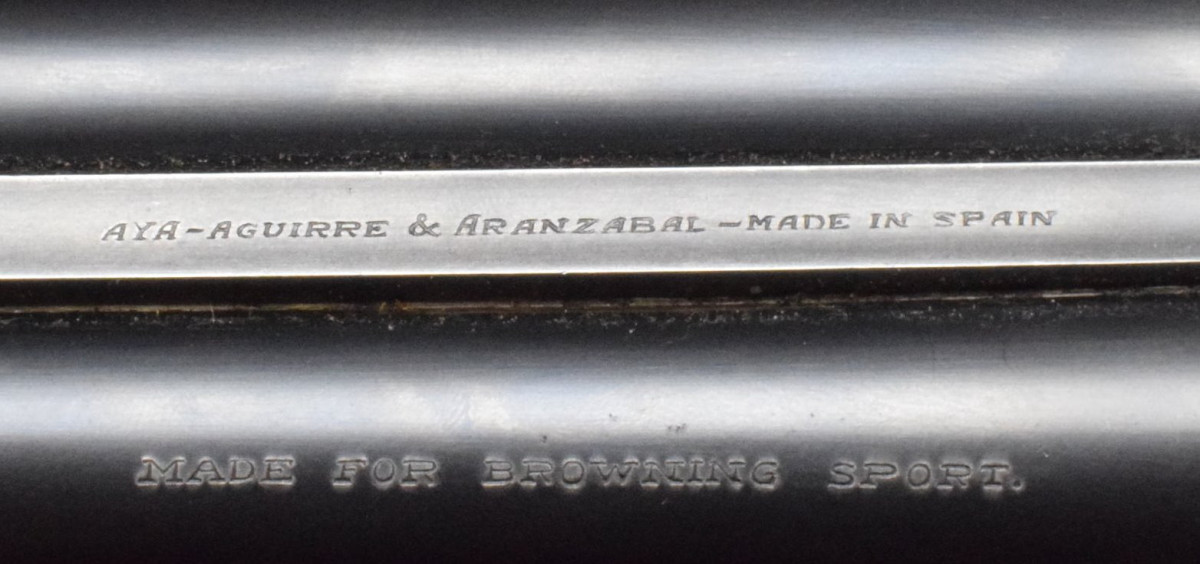 AYA-AGUIRRE & ARANZABAL-MADE IN SPAIN
MADE FOR BROWNING SPORT.